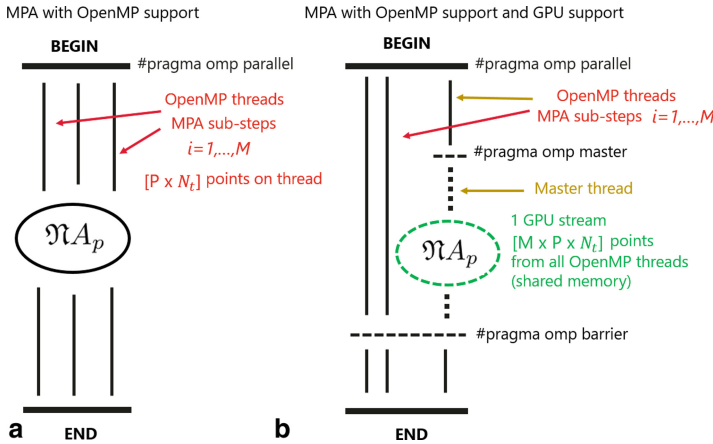 MPA with OpenMP support
BEGIN
#pragma omp parallel
OpenMP threads
MPA sub-steps
i=1,...,M
[P x N_t] points on thread
𝔑A_p
a
END
MPA with OpenMP support and GPU support
BEGIN
#pragma omp parallel
OpenMP threads
MPA sub-steps i=1,...,M
#pragma omp master
Master thread
1 GPU stream
[M x P x N_t] points
from all OpenMP threads
(shared memory)
𝔑A_p
#pragma omp barrier
b
END